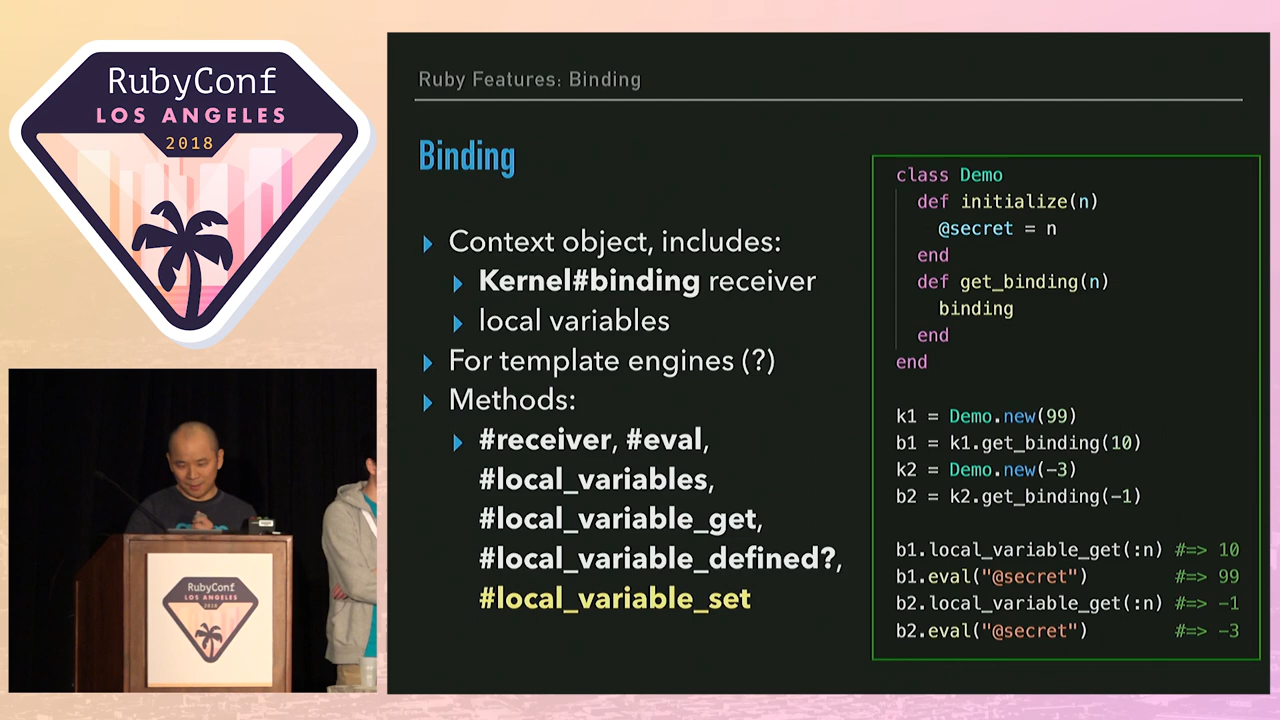 RubyConf
LOS ANGELES
2018
Ruby Features: Binding
Binding
Context object, includes:
Kernel#binding receiver
local variables
For template engines (?)
Methods:
#receiver, #eval,
#local_variables,
#local_variable_get,
#local_variable_defined?,
#local_variable_set
class Demo
def initialize(n)
@secret = n
end
def get_binding(n)
binding
end
end
k1 = Demo.new(99)
b1 = k1.get_binding(10)
k2 = Demo.new(-3)
b2 = k2.get_binding(-1)
b1.local_variable_get(:n) #=> 10
b1.eval("@secret") #=> 99
b2.local_variable_get(:n) #=> -1
b2.eval("@secret") #=> -3
RubyConf
LOS ANGELES
2018